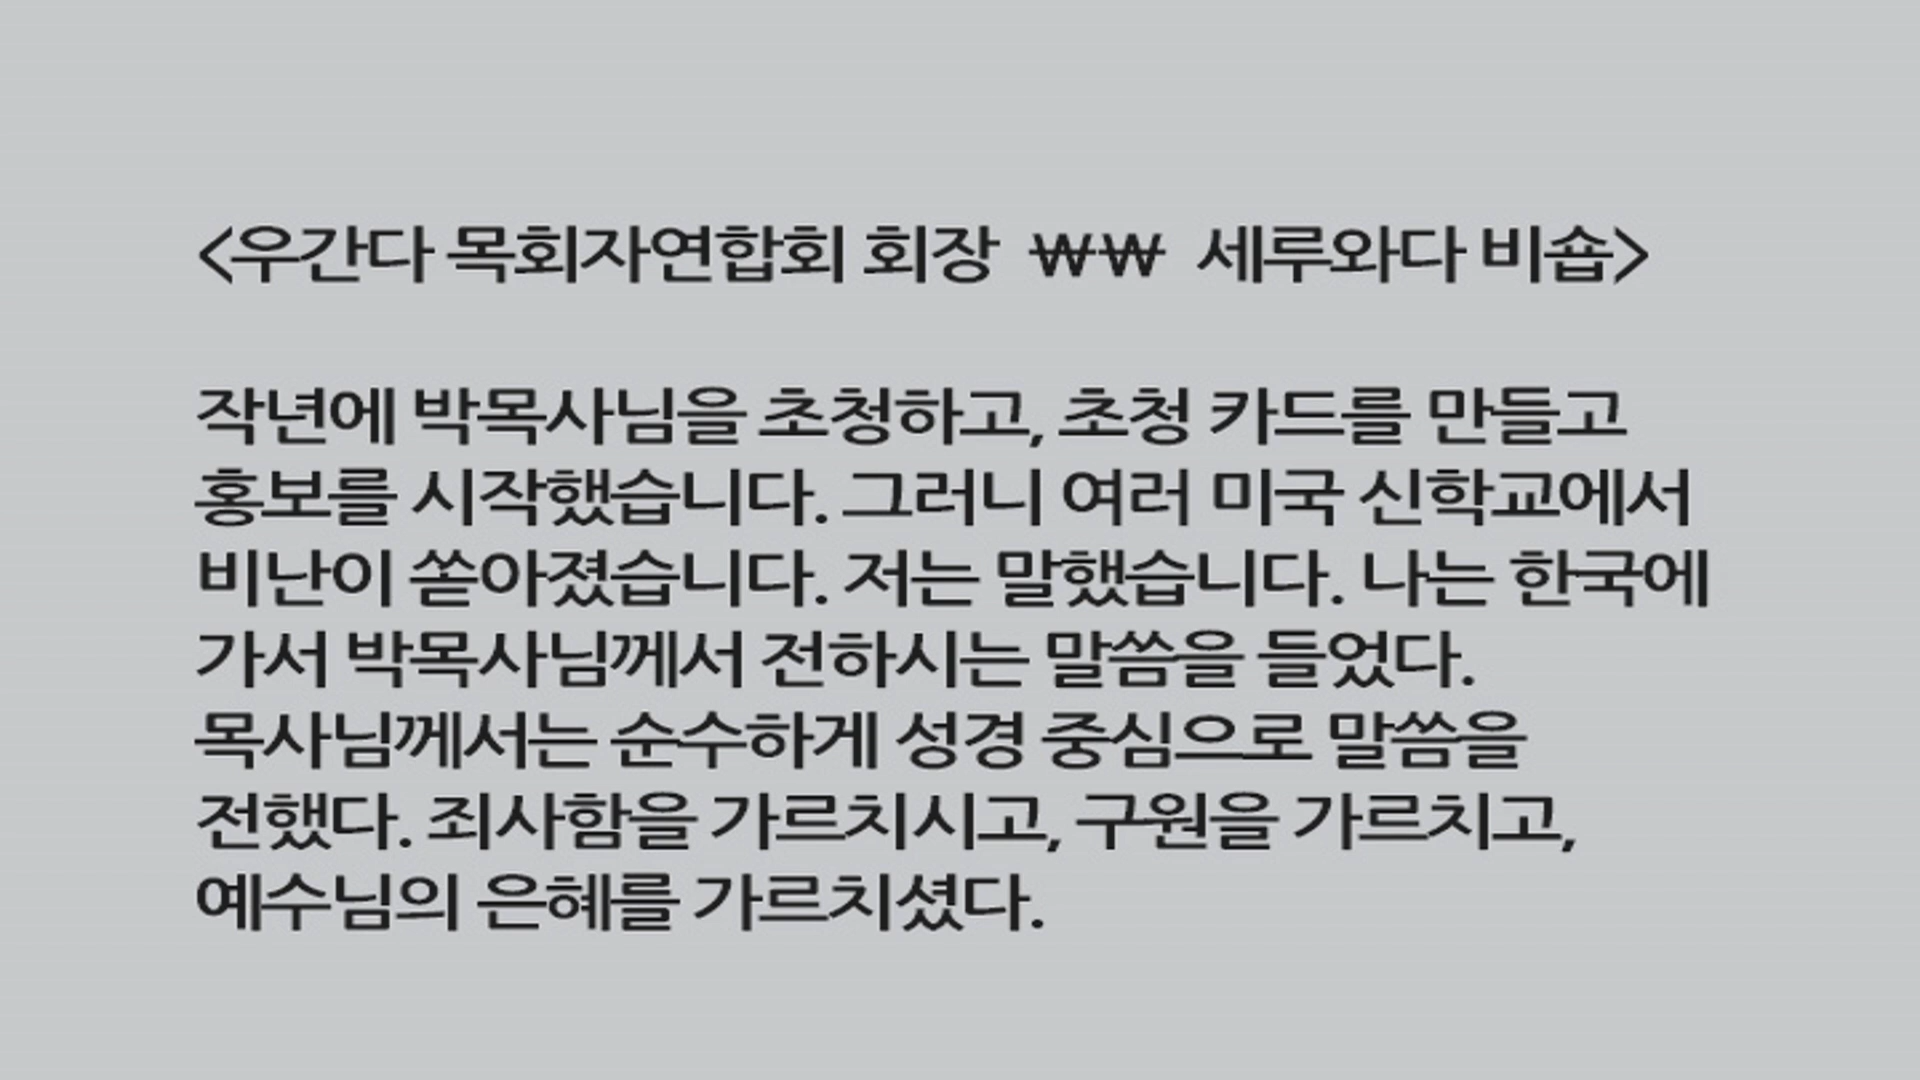 <우간다 목회자연합회 회장 ₩₩ 세루와다 비숍>
작년에 박목사님을 초청하고, 초청 카드를 만들고
홍보를 시작했습니다. 그러니 여러 미국 신학교에서
비난이 쏟아졌습니다. 저는 말했습니다. 나는 한국에
가서 박목사님께서 전하시는 말씀을 들었다.
목사님께서는 순수하게 성경 중심으로 말씀을
전했다. 죄사함을 가르치시고, 구원을 가르치고,
예수님의 은혜를 가르치셨다.